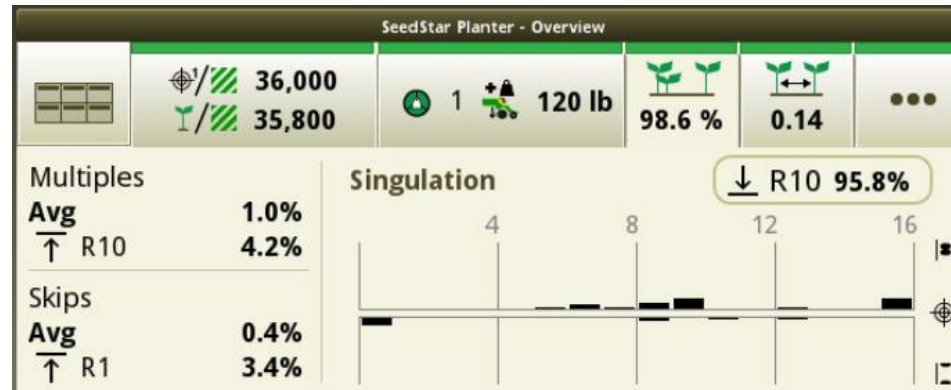 SeedStar Planter - Overview
1/ 36,000
/ 35,800
1 120 lb
98.6 %
0.14
Multiples
Avg 1.0%
R10 4.2%
Skips
Avg 0.4%
R1 3.4%
Singulation
R10 95.8%
4 8 12 16